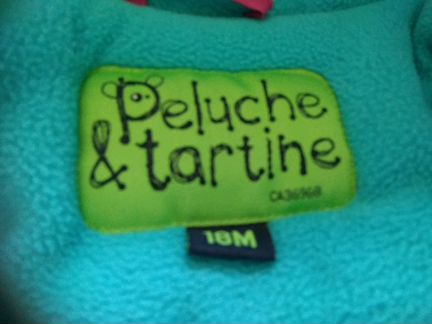 Peluche
& tartine
CA36968
18M